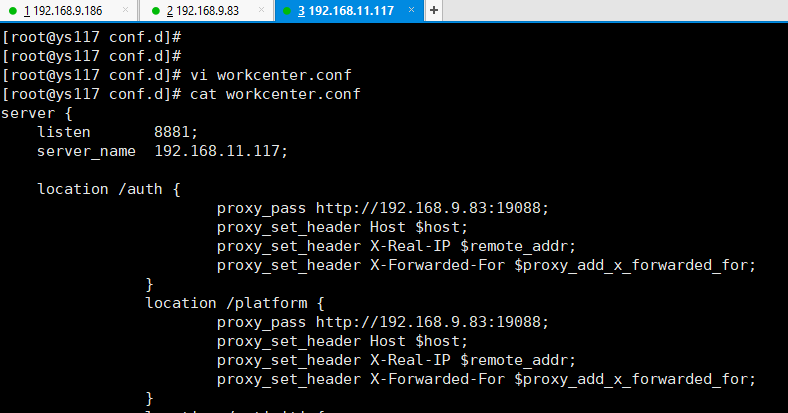 1 192.168.9.186 × 2 192.168.9.83 × 3 192.168.11.117 × +
[root@ys117 conf.d]#
[root@ys117 conf.d]#
[root@ys117 conf.d]# vi workcenter.conf
[root@ys117 conf.d]# cat workcenter.conf
server {
    listen       8881;
    server_name  192.168.11.117;

    location /auth {
                        proxy_pass http://192.168.9.83:19088;
                        proxy_set_header Host $host;
                        proxy_set_header X-Real-IP $remote_addr;
                        proxy_set_header X-Forwarded-For $proxy_add_x_forwarded_for;
                }
                location /platform {
                        proxy_pass http://192.168.9.83:19088;
                        proxy_set_header Host $host;
                        proxy_set_header X-Real-IP $remote_addr;
                        proxy_set_header X-Forwarded-For $proxy_add_x_forwarded_for;
                }